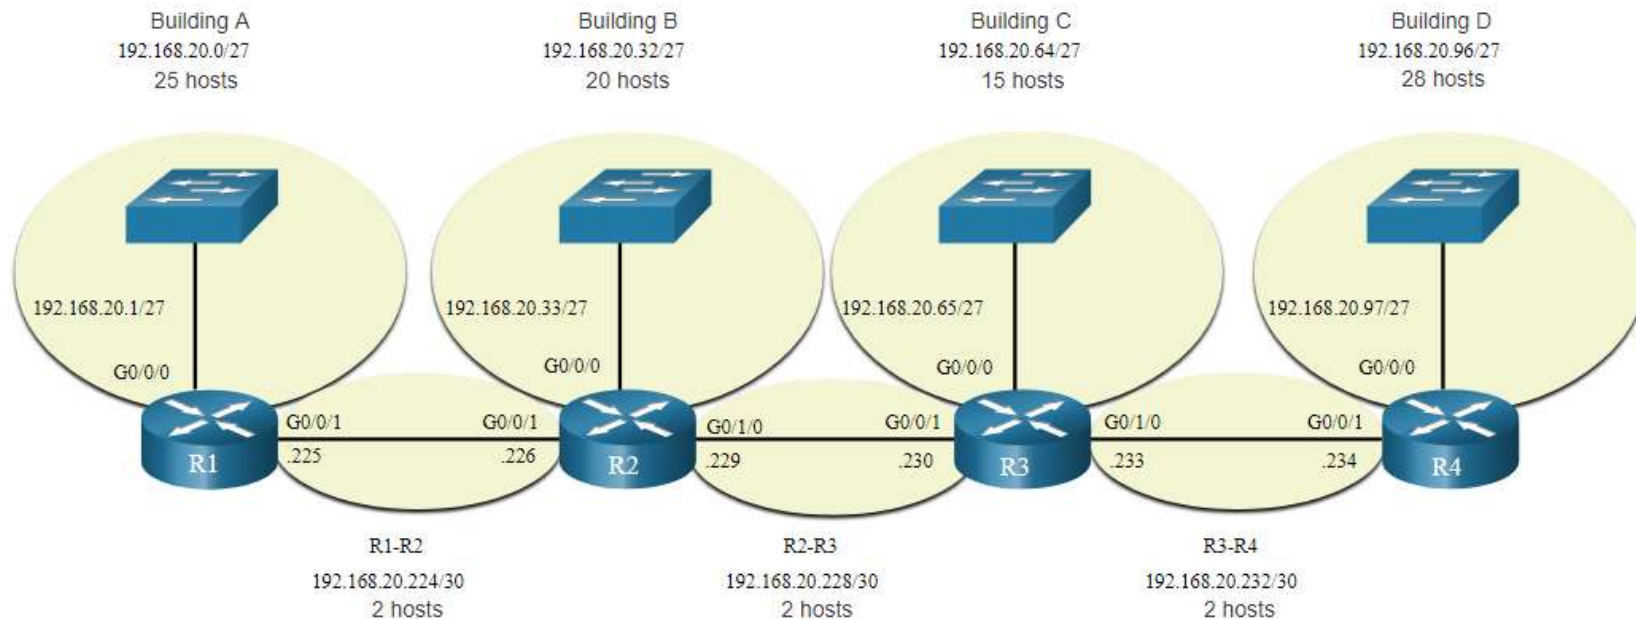 Building A
192.168.20.0/27
25 hosts
Building B
192.168.20.32/27
20 hosts
Building C
192.168.20.64/27
15 hosts
Building D
192.168.20.96/27
28 hosts
192.168.20.1/27
192.168.20.33/27
192.168.20.65/27
192.168.20.97/27
G0/0/0
G0/0/0
G0/0/0
G0/0/0
G0/0/1
G0/0/1
G0/1/0
G0/0/1
G0/1/0
G0/0/1
R1
.225
.226
R2
.229
.230
R3
.233
.234
R4
R1-R2
192.168.20.224/30
2 hosts
R2-R3
192.168.20.228/30
2 hosts
R3-R4
192.168.20.232/30
2 hosts